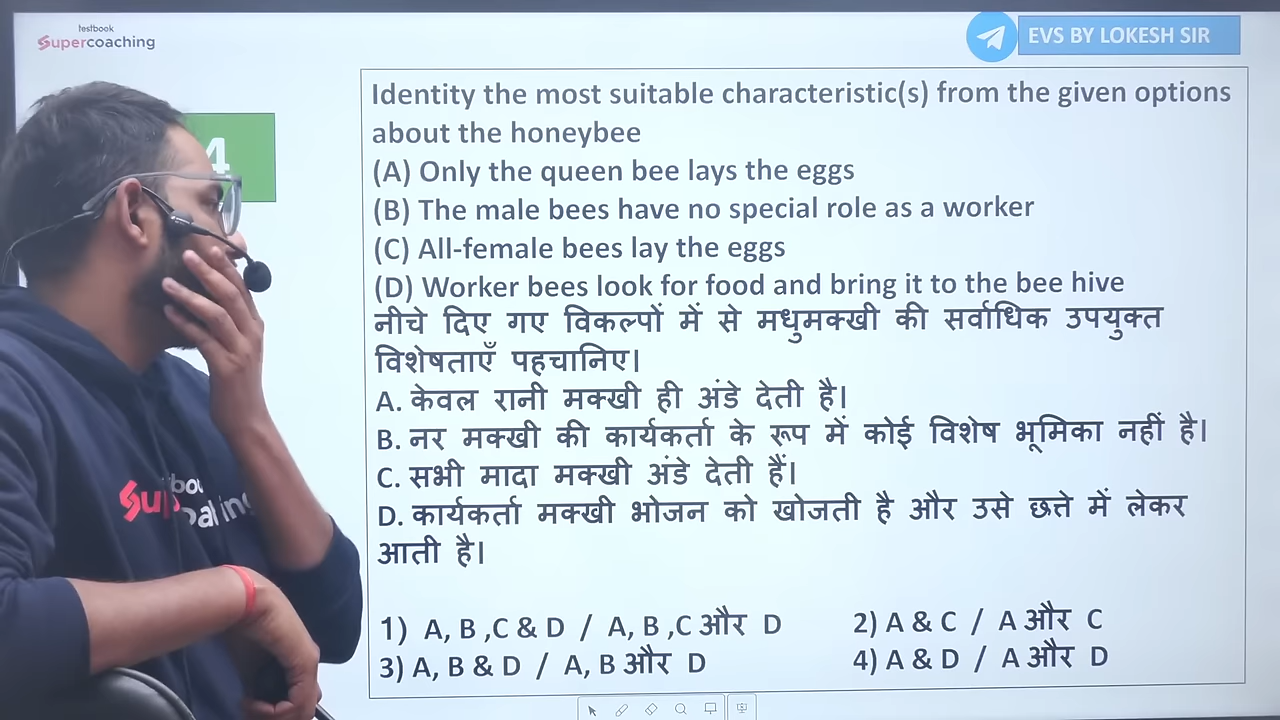 testbook
Supercoaching
EVS BY LOKESH SIR
4
Identity the most suitable characteristic(s) from the given options
about the honeybee
(A) Only the queen bee lays the eggs
(B) The male bees have no special role as a worker
(C) All-female bees lay the eggs
(D) Worker bees look for food and bring it to the bee hive
नीचे दिए गए विकल्पों में से मधुमक्खी की सर्वाधिक उपयुक्त
विशेषताएँ पहचानिए।
A. केवल रानी मक्खी ही अंडे देती है।
B. नर मक्खी की कार्यकर्ता के रूप में कोई विशेष भूमिका नहीं है।
C. सभी मादा मक्खी अंडे देती हैं।
D. कार्यकर्ता मक्खी भोजन को खोजती है और उसे छत्ते में लेकर
आती है।
1) A, B ,C & D / A, B ,C और D
2) A & C / A और C
3) A, B & D / A, B और D
4) A & D / A और D